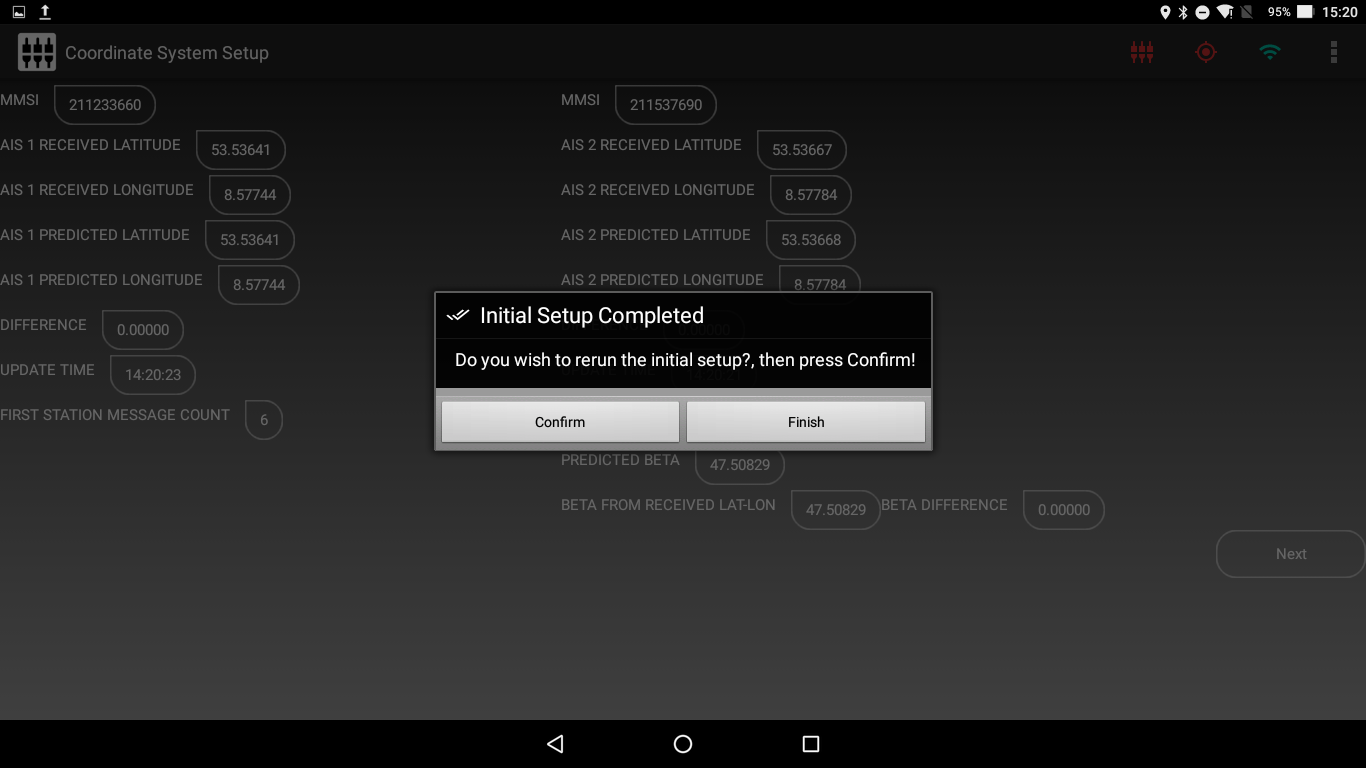 95% 15:20
Coordinate System Setup
MMSI 211233660
MMSI 211537690
AIS 1 RECEIVED LATITUDE 53.53641
AIS 2 RECEIVED LATITUDE 53.53667
AIS 1 RECEIVED LONGITUDE 8.57744
AIS 2 RECEIVED LONGITUDE 8.57784
AIS 1 PREDICTED LATITUDE 53.53641
AIS 2 PREDICTED LATITUDE 53.53668
AIS 1 PREDICTED LONGITUDE 8.57744
AIS 2 PREDICTED LONGITUDE 8.57784
DIFFERENCE 0.00000
UPDATE TIME 14:20:23
FIRST STATION MESSAGE COUNT 6
Initial Setup Completed
Do you wish to rerun the initial setup?, then press Confirm!
Confirm Finish
PREDICTED BETA 47.50829
BETA FROM RECEIVED LAT-LON 47.50829 BETA DIFFERENCE 0.00000
Next